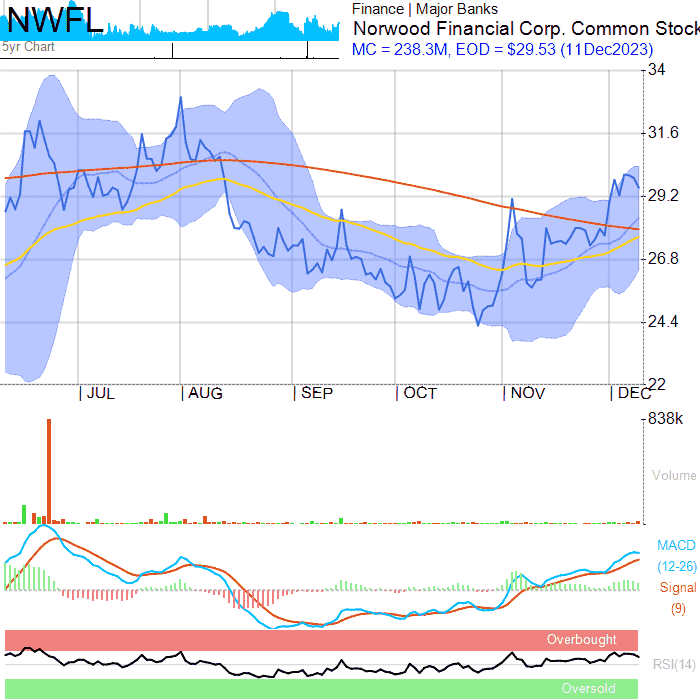 NWFL
5yr Chart
Finance | Major Banks
Norwood Financial Corp. Common Stock
MC = 238.3M, EOD = $29.53 (11Dec2023)
34
31.6
29.2
26.8
24.4
22
JUL
AUG
SEP
OCT
NOV
DEC
838k
Volume
MACD
(12-26)
Signal
(9)
Overbought
RSI(14)
Oversold